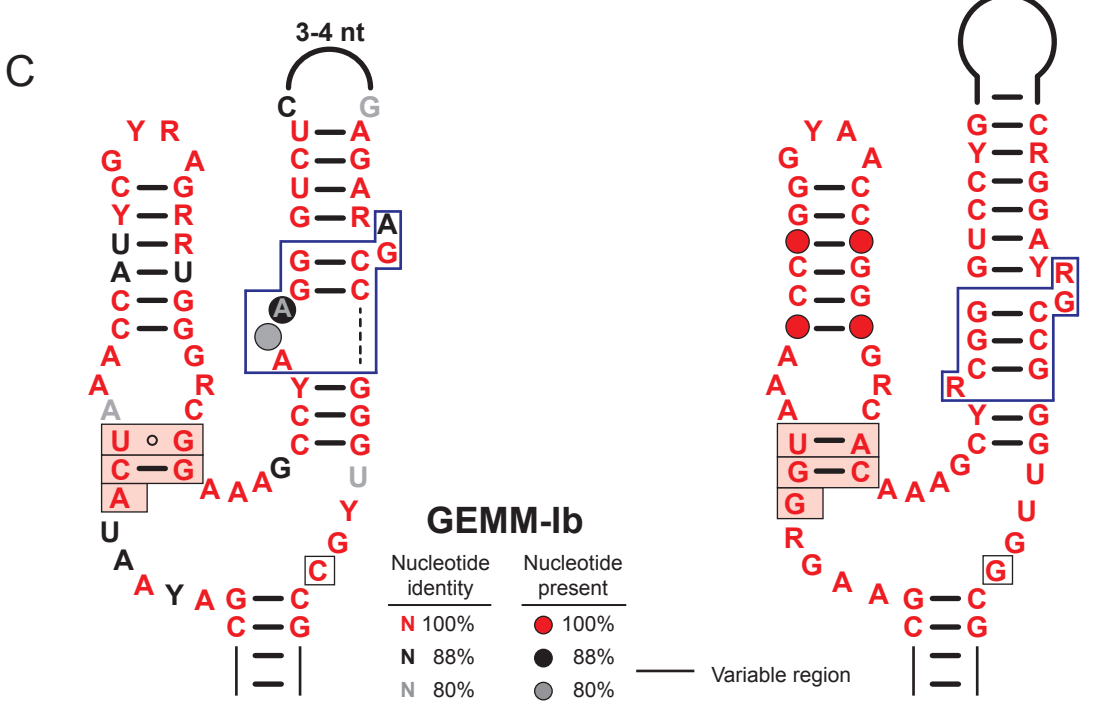 3-4 nt
C
C G
Y R U A Y A G C
G A C G G A Y R
C G U A G C C G
Y R G R A G C C G
U R G U A
A U G C C G G Y R
C G G C C G G
C G A G C
A G A A G G C
A R Y G A R C G R
A C C G A C Y G
U G C G U A C G
C G G U G C G U
A A A A G A A A
U Y G U
A G R G
GEMM-Ib
C G G
A Y A G C A A G C
Nucleotide identity Nucleotide present
C G N 100% 100% C G
N 88% 88%
Variable region
N 80% 80%